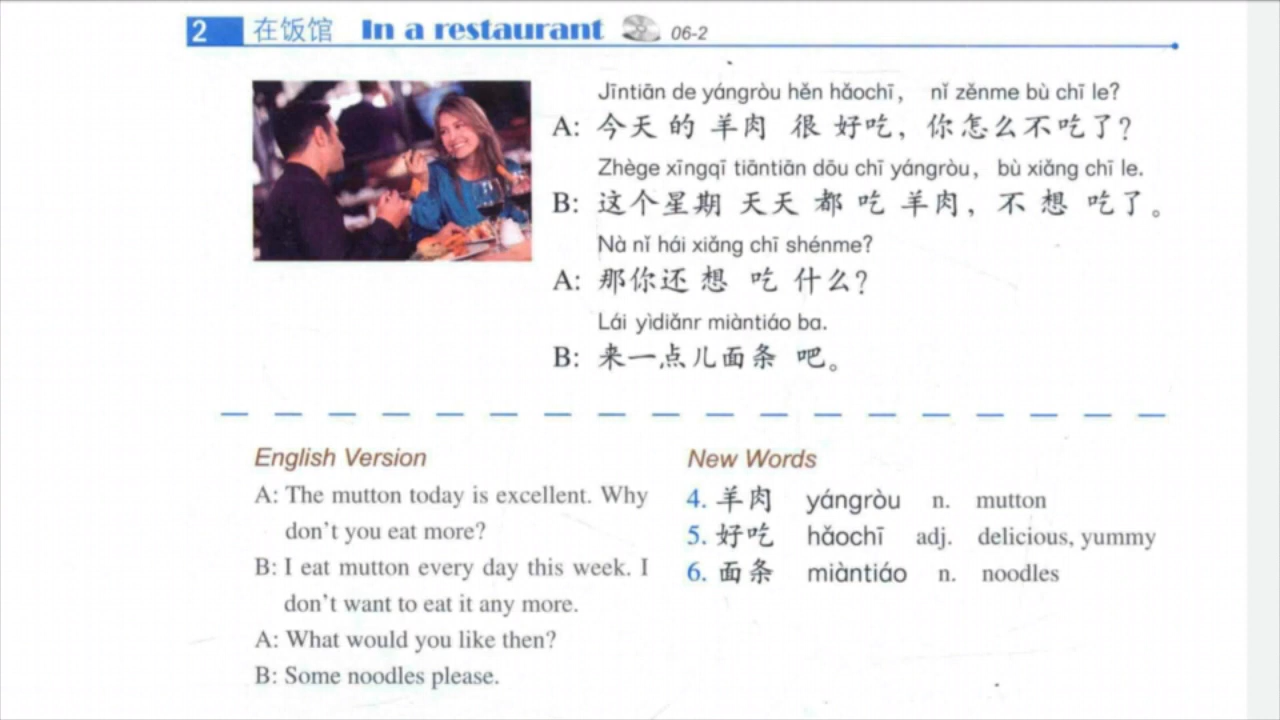 2 在饭馆 In a restaurant 06-2
Jīntiān de yángròu hěn hǎochī, nǐ zěnme bù chī le?
A: 今天 的 羊肉 很 好吃, 你怎么不吃了?
Zhège xīngqī tiāntiān dōu chī yángròu, bù xiǎng chī le.
B: 这个星期 天天 都 吃 羊肉, 不 想 吃了。
Nà nǐ hái xiǎng chī shénme?
A: 那你还 想 吃 什么?
Lái yìdiǎnr miàntiáo ba.
B: 来一点儿面条 吧。
English Version
A: The mutton today is excellent. Why
don't you eat more?
B: I eat mutton every day this week. I
don't want to eat it any more.
A: What would you like then?
B: Some noodles please.
New Words
4. 羊肉 yángròu n. mutton
5. 好吃 hǎochī adj. delicious, yummy
6. 面条 miàntiáo n. noodles